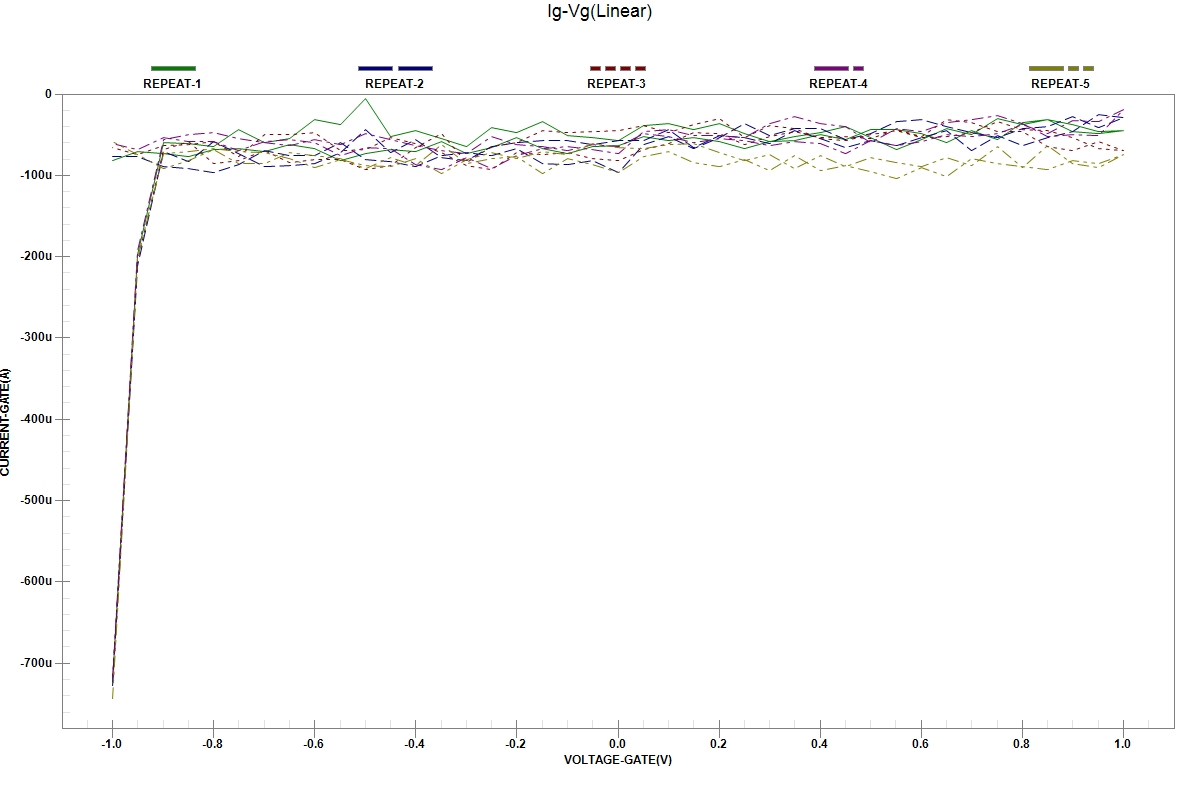 Ig-Vg(Linear)
REPEAT-1 REPEAT-2 REPEAT-3 REPEAT-4 REPEAT-5
0
-100u
-200u
-300u
-400u
-500u
-600u
-700u
CURRENT-GATE(A)
-1.0 -0.8 -0.6 -0.4 -0.2 0.0 0.2 0.4 0.6 0.8 1.0
VOLTAGE-GATE(V)